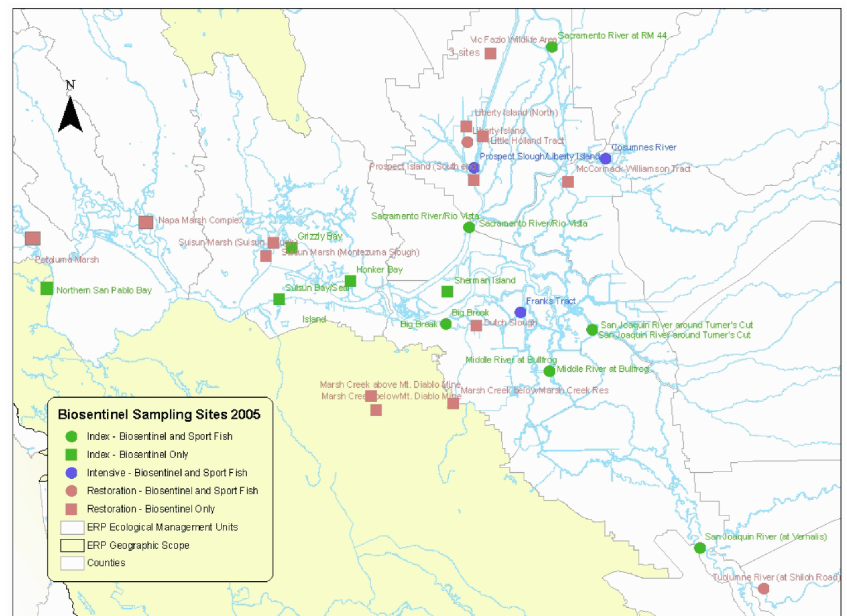 Sacramento River at RM 44
Vic Fazio Wildlife Area
3 sites
N
Liberty Island (North)
Liberty Island
Little Holland Tract
Cosumnes River
Prospect Slough/Liberty Island
Prospect Island (South
McCormack Williamson Tract
Sacramento River/Rio Vista
Sacramento River/Rio Vista
Napa Marsh Complex
Grizzly Bay
Suisun Marsh (Suisun
Suisun Marsh (Montezuma Slough)
Petaluma Marsh
Honker Bay
Sherman Island
Northern San Pablo Bay
Suisun Bay/Seal
Island
Franks Tract
Big Break
Big Break
Dutch Slough
San Joaquin River around Turner's Cut
San Joaquin River around Turner's Cut
Middle River at Bullfrog
Middle River at Bullfrog
Marsh Creek above Mt. Diablo Mine
Marsh Creek below Mt. Diablo Mine
Marsh Creek below Marsh Creek Res
Biosentinel Sampling Sites 2005
Index - Biosentinel and Sport Fish
Index - Biosentinel Only
Intensive - Biosentinel and Sport Fish
Restoration - Biosentinel and Sport Fish
Restoration - Biosentinel Only
ERP Ecological Management Units
ERP Geographic Scope
Counties
San Joaquin River (at Vernalis)
Tuolumne River (at Shiloh Road)